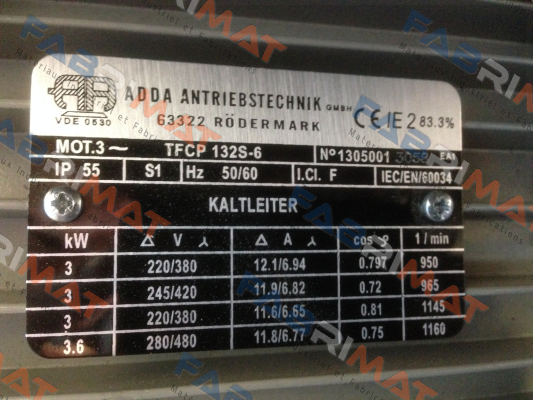 ADDA ANTRIEBSTECHNIK GMBH
VDE 0530 63322 RÖDERMARK CE IE2 83.3%
MOT.3~ TFCP 132S-6 Nº1305001 3058 EA1
IP 55 S1 Hz 50/60 I.Cl. F IEC/EN/60034
KALTLEITER
kW Δ V ⅄ Δ A ⅄ cos φ 1/min
3 220/380 12.1/6.94 0.797 950
3 245/420 11.9/6.82 0.72 965
3 220/380 11.6/6.65 0.81 1145
3.6 280/480 11.8/6.77 0.75 1160
FABRIMAT